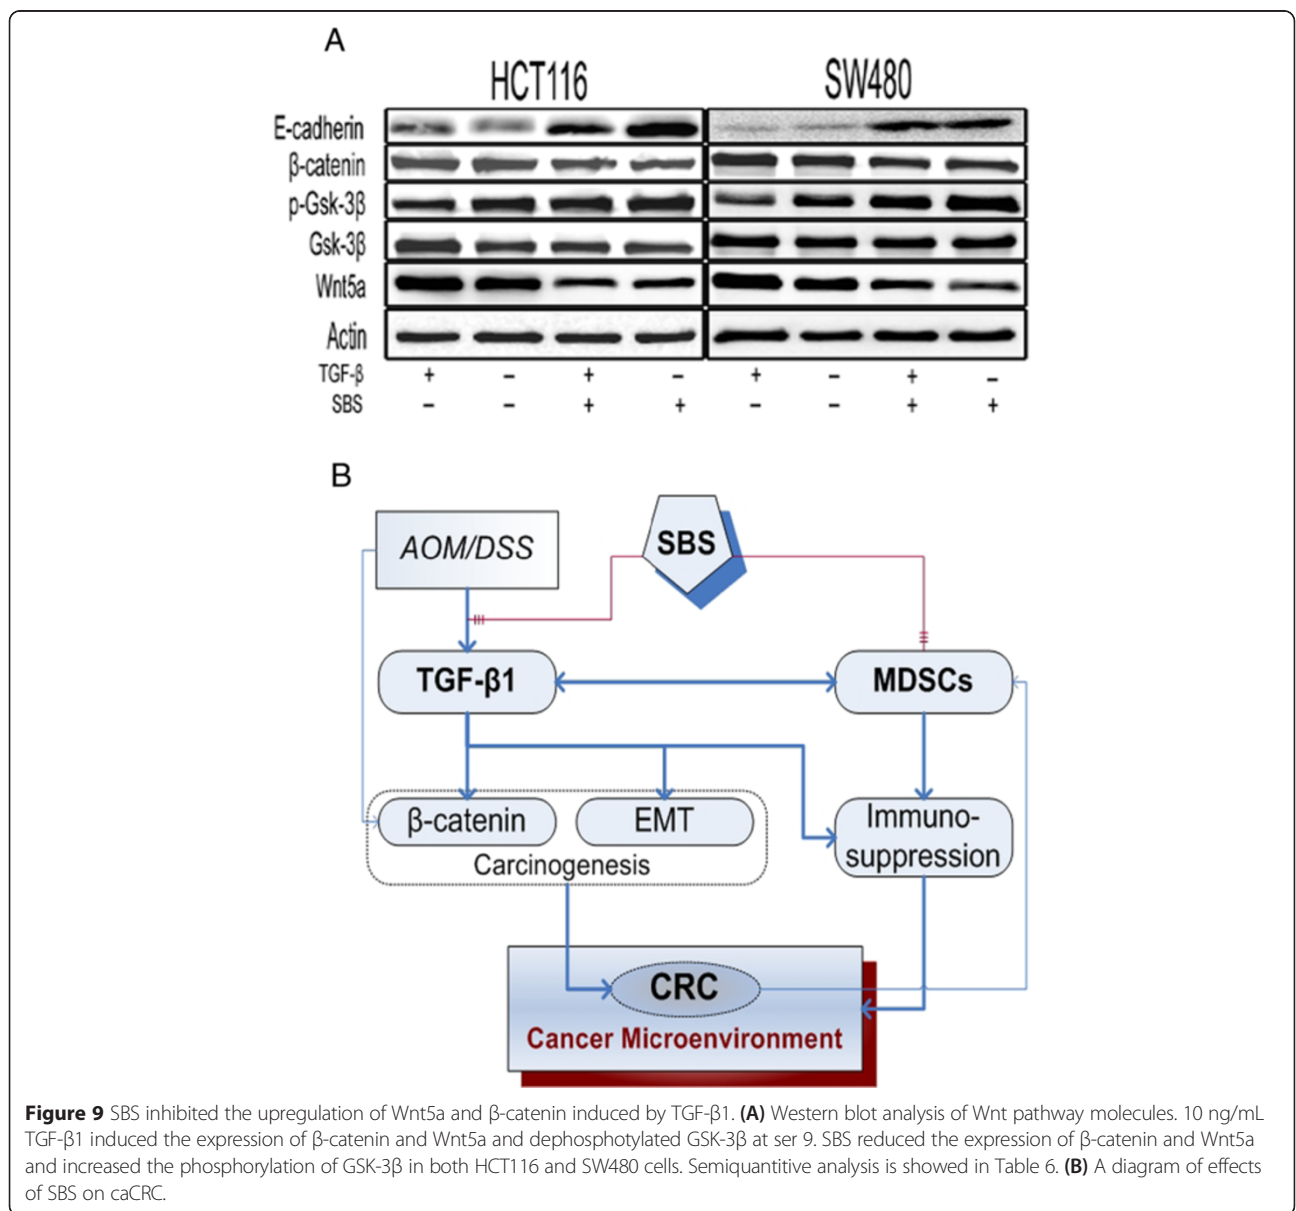 A
HCT116 SW480
E-cadherin
β-catenin
p-Gsk-3β
Gsk-3β
Wnt5a
Actin
TGF-β + – + – + – + –
SBS – – + + – – + +
B
AOM/DSS
SBS
TGF-β1
MDSCs
β-catenin
EMT
Carcinogenesis
Immuno-
suppression
CRC
Cancer Microenvironment
Figure 9 SBS inhibited the upregulation of Wnt5a and β-catenin induced by TGF-β1. (A) Western blot analysis of Wnt pathway molecules. 10 ng/mL
TGF-β1 induced the expression of β-catenin and Wnt5a and dephosphotylated GSK-3β at ser 9. SBS reduced the expression of β-catenin and Wnt5a
and increased the phosphorylation of GSK-3β in both HCT116 and SW480 cells. Semiquantitive analysis is showed in Table 6. (B) A diagram of effects
of SBS on caCRC.